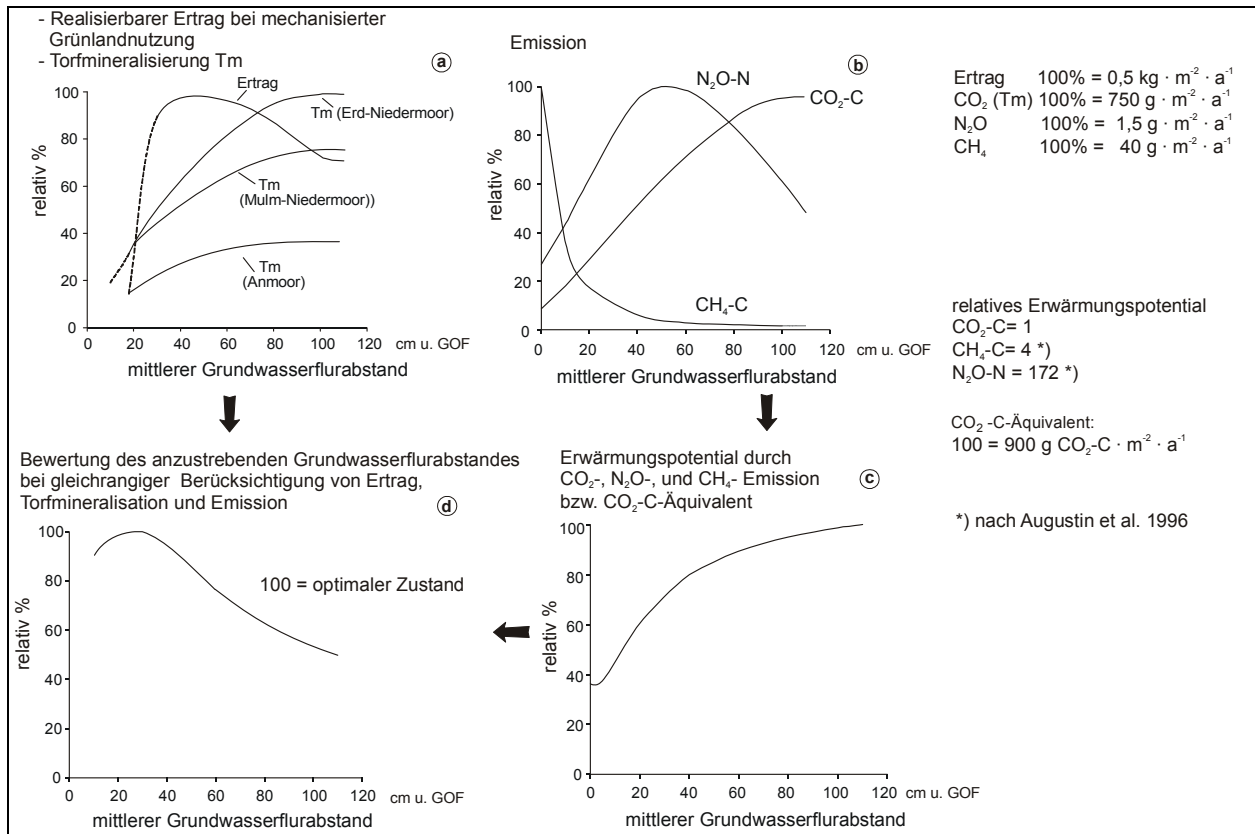 - Realisierbarer Ertrag bei mechanisierter
Grünlandnutzung
- Torfmineralisierung Tm
a
relativ %
100
80
60
40
20
0
0 20 40 60 80 100 120
cm u. GOF
mittlerer Grundwasserflurabstand
Ertrag
Tm (Erd-Niedermoor)
Tm
(Mulm-Niedermoor))
Tm
(Anmoor)
Emission
b
relativ %
100
80
60
40
20
0
0 20 40 60 80 100 120
cm u. GOF
mittlerer Grundwasserflurabstand
N₂O-N
CO₂-C
CH₄-C
Ertrag 100% = 0,5 kg · m⁻² · a⁻¹
CO₂ (Tm) 100% = 750 g · m⁻² · a⁻¹
N₂O 100% = 1,5 g · m⁻² · a⁻¹
CH₄ 100% = 40 g · m⁻² · a⁻¹
relatives Erwärmungspotential
CO₂-C= 1
CH₄-C= 4 *)
N₂O-N = 172 *)
CO₂ -C-Äquivalent:
100 = 900 g CO₂-C · m⁻² · a⁻¹
*) nach Augustin et al. 1996
Bewertung des anzustrebenden Grundwasserflurabstandes
bei gleichrangiger Berücksichtigung von Ertrag,
Torfmineralisation und Emission
d
100 = optimaler Zustand
relativ %
100
80
60
40
20
0
0 20 40 60 80 100 120
cm u. GOF
mittlerer Grundwasserflurabstand
Erwärmungspotential durch
CO₂-, N₂O-, und CH₄- Emission
bzw. CO₂-C-Äquivalent
c
relativ %
100
80
60
40
20
0
0 20 40 60 80 100 120
cm u. GOF
mittlerer Grundwasserflurabstand